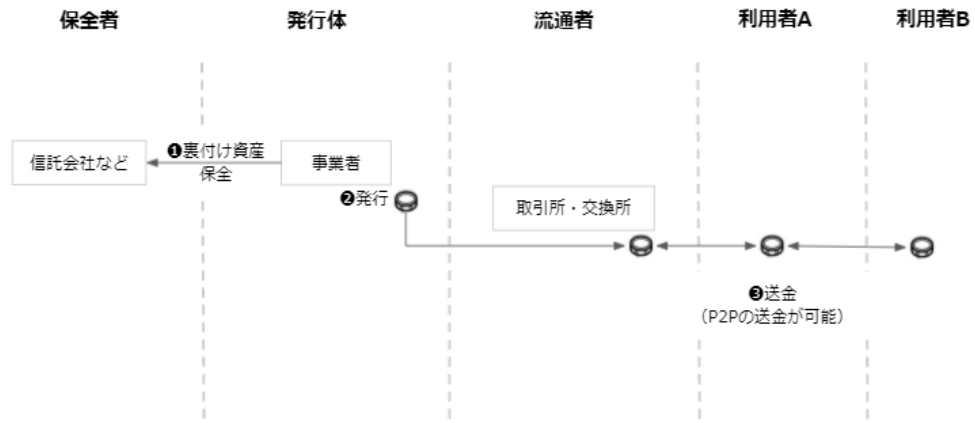 保全者
発行体
流通者
利用者A
利用者B
信託会社など
❶裏付け資産
保全
事業者
❷発行
取引所・交換所
❸送金
（P2Pの送金が可能）